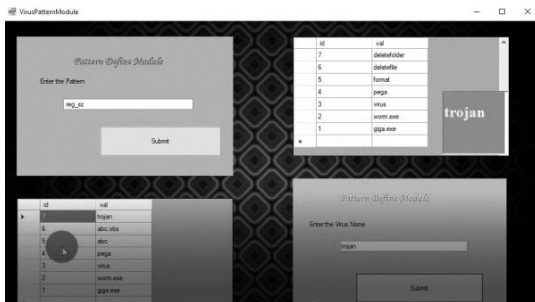 VirusPatternModule
Pattern Define Module
Enter the Pattern
reg_sz
Submit
id val
7 deletefolder
6 deletefile
5 format
4 pega
3 virus
2 worm.exe
1 giga.exe
trojan
id val
7 trojan
6 abc.vbs
5 abc
4 pega
3 virus
2 worm.exe
1 giga.exe
Pattern Define Module
Enter the Virus Name
trojan
Submit